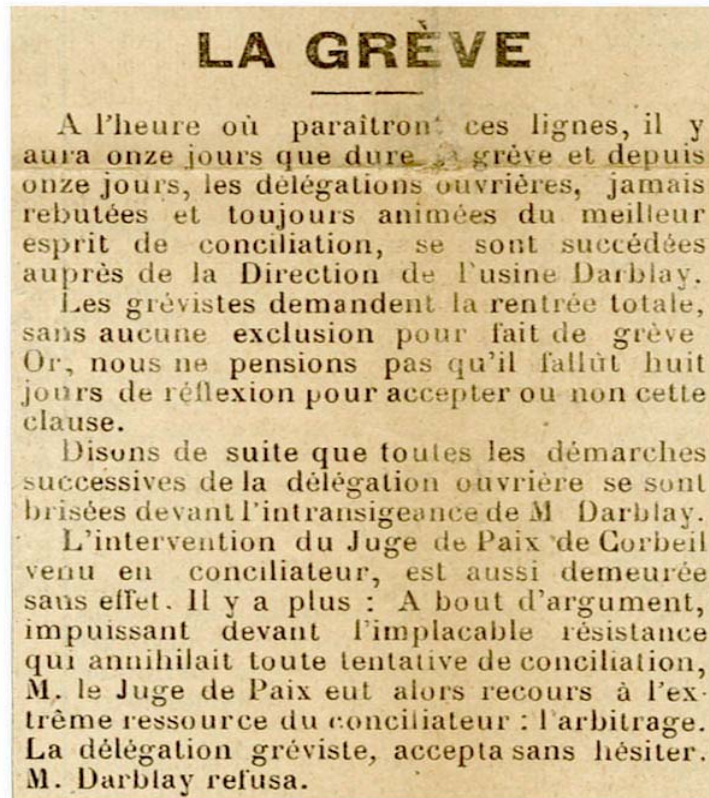 LA GRÈVE
A l'heure où paraîtront ces lignes, il y
aura onze jours que dure grève et depuis
onze jours, les délégations ouvrières, jamais
rebutées et toujours animées du meilleur
esprit de conciliation, se sont succédées
auprès de la Direction de l'usine Darblay.
Les grévistes demandent la rentrée totale,
sans aucune exclusion pour fait de grève
Or, nous ne pensions pas qu'il fallût huit
jours de réflexion pour accepter ou non cette
clause.
Disons de suite que toutes les démarches
successives de la délégation ouvrière se sont
brisées devant l'intransigeance de M Darblay.
L'intervention du Juge de Paix de Corbeil
venu en conciliateur, est aussi demeurée
sans effet. Il y a plus : A bout d'argument,
impuissant devant l'implacable résistance
qui annihilait toute tentative de conciliation,
M. le Juge de Paix eut alors recours à l'ex-
trême ressource du conciliateur : l'arbitrage.
La délégation gréviste, accepta sans hésiter.
M. Darblay refusa.